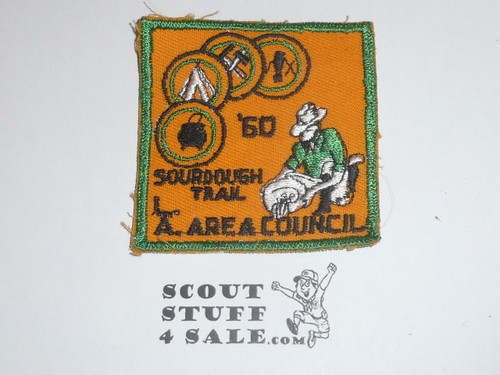 '60
SOURDOUGH
TRAIL
L.A. AREA COUNCIL
SCOUT
STUFF
4 SALE.COM